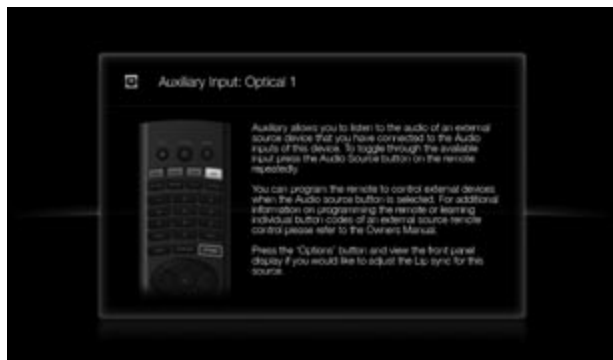 Auxiliary Input: Optical 1
Auxiliary allows you to listen to the audio of an external
source device that you have connected to the Audio
inputs of this device. To toggle through the available
input press the Audio Source button on the remote
repeatedly.
You can program the remote to control external devices
when the Audio source button is selected. For additional
information on programming the remote or learning
individual button codes of an external source remote
control please refer to the Owners Manual.
Press the 'Options' button and view the front panel
display if you would like to adjust the Lip sync for this
source.